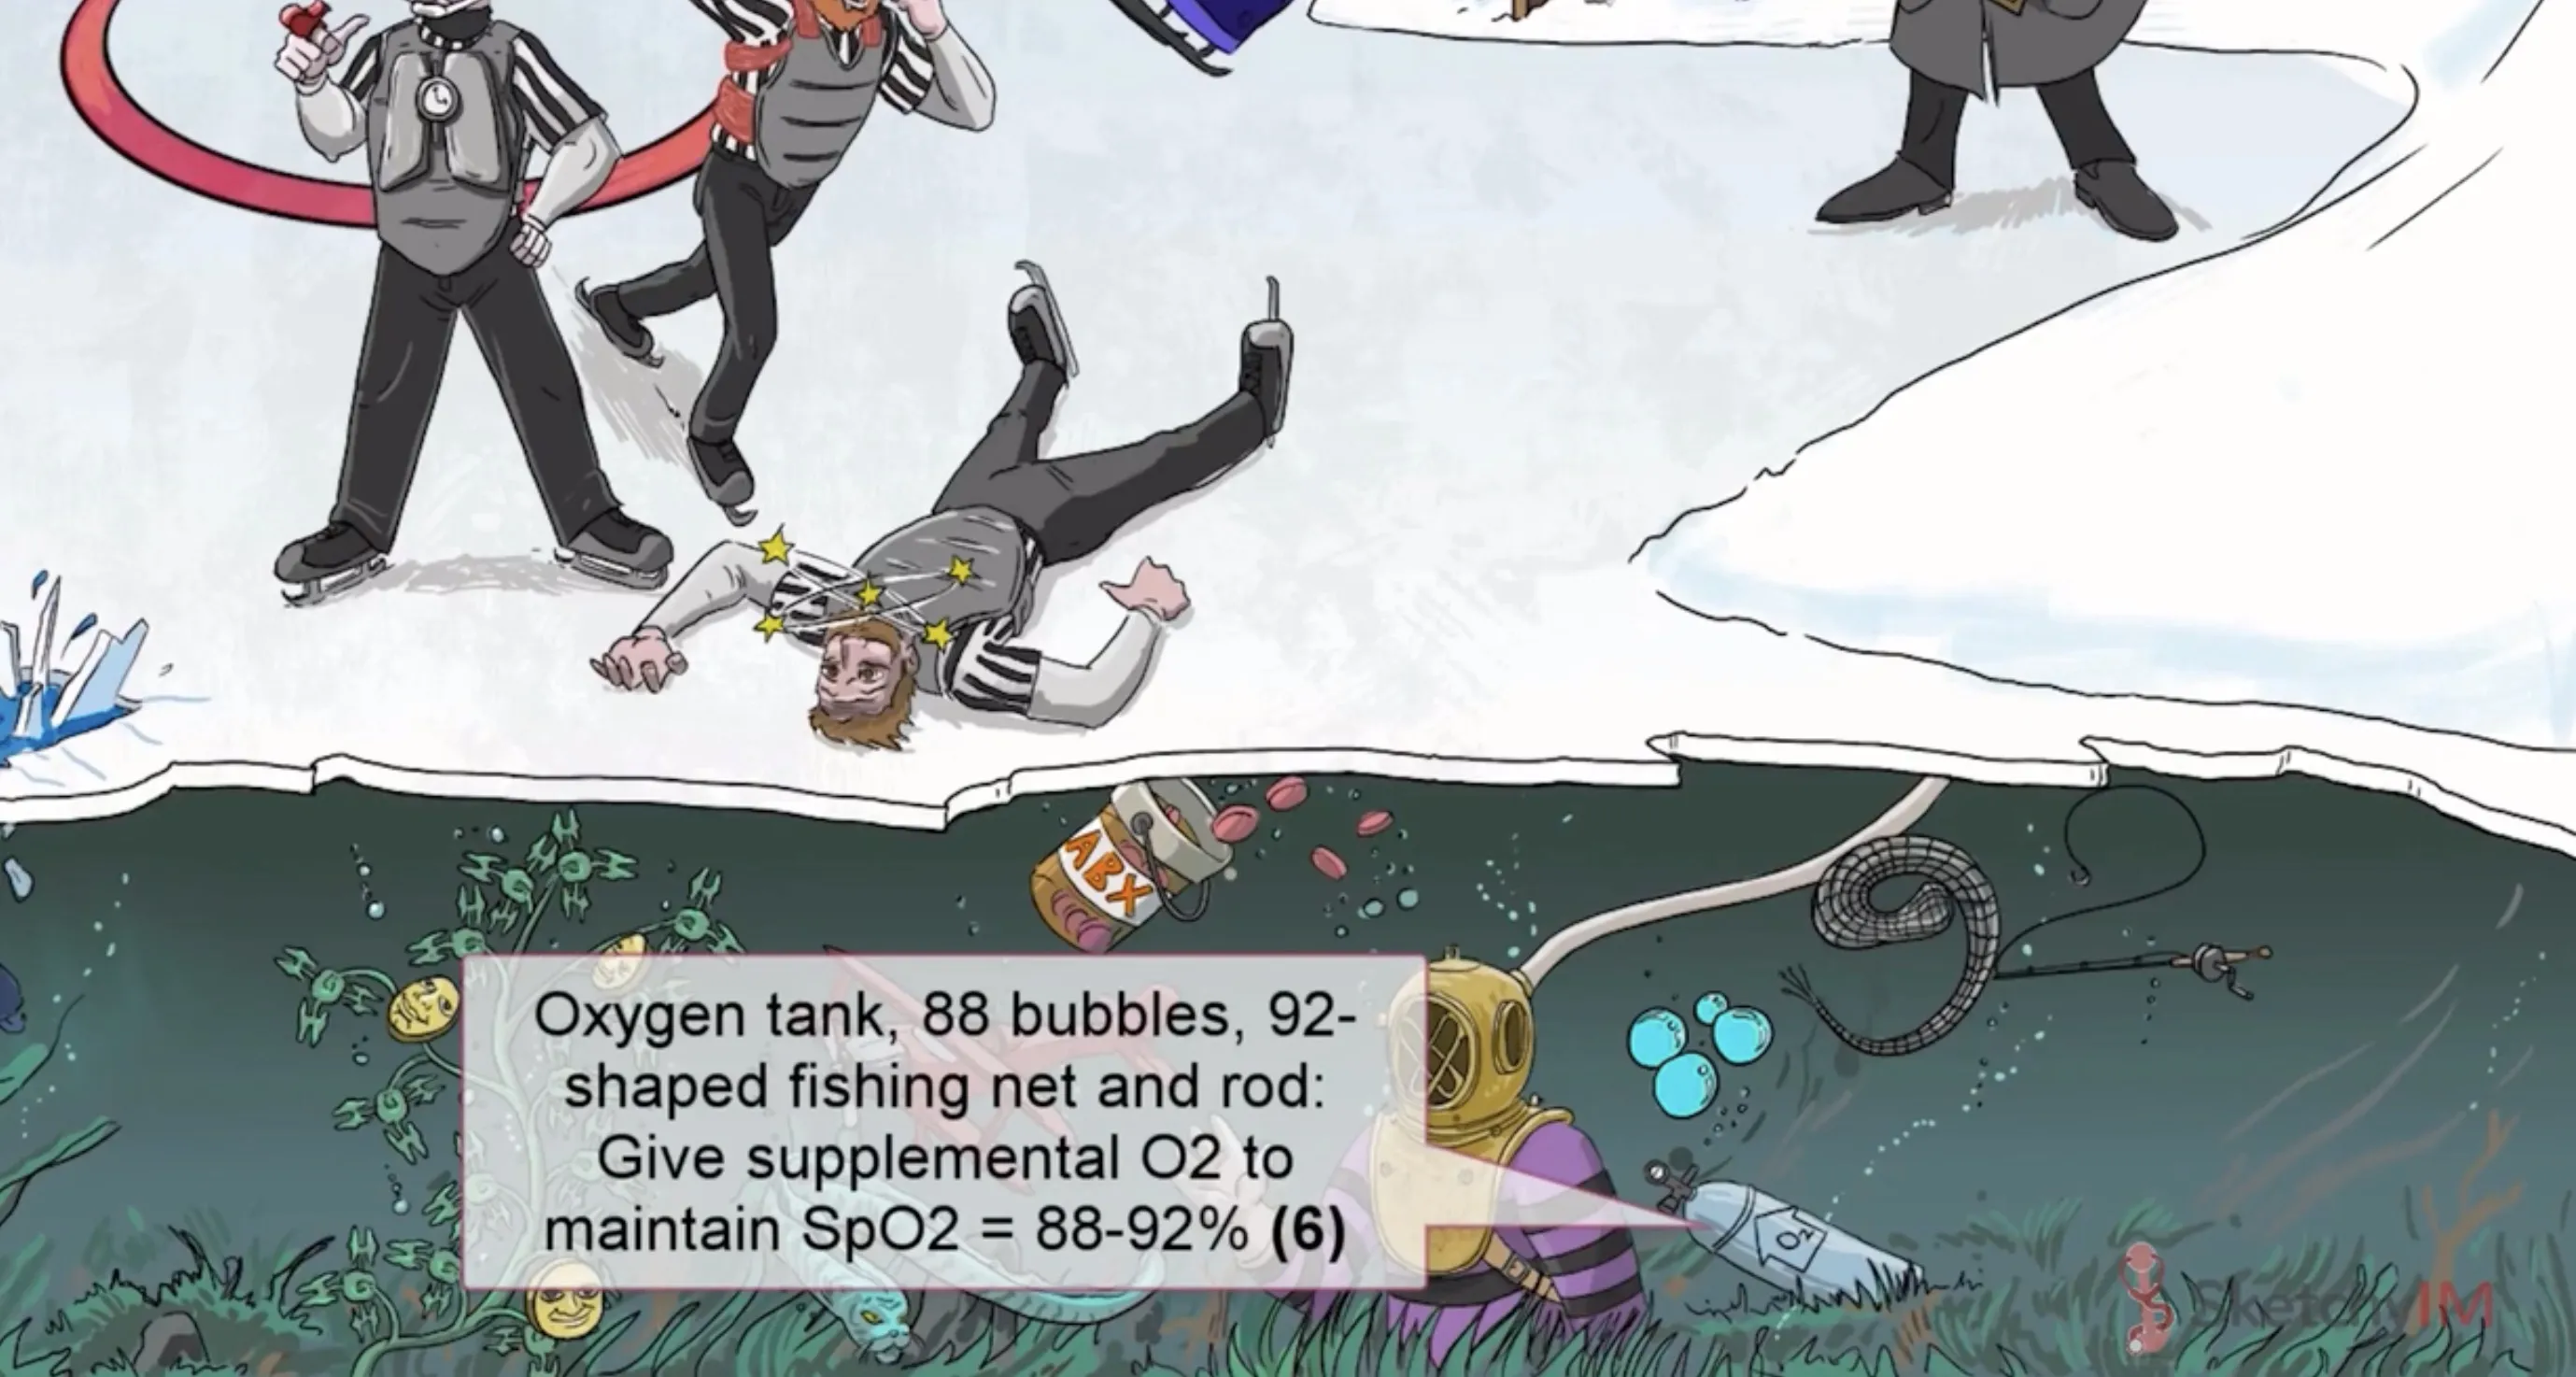 ABX
Oxygen tank, 88 bubbles, 92-
shaped fishing net and rod:
Give supplemental O2 to
maintain SpO2 = 88-92% (6)
O2
SketchyIM